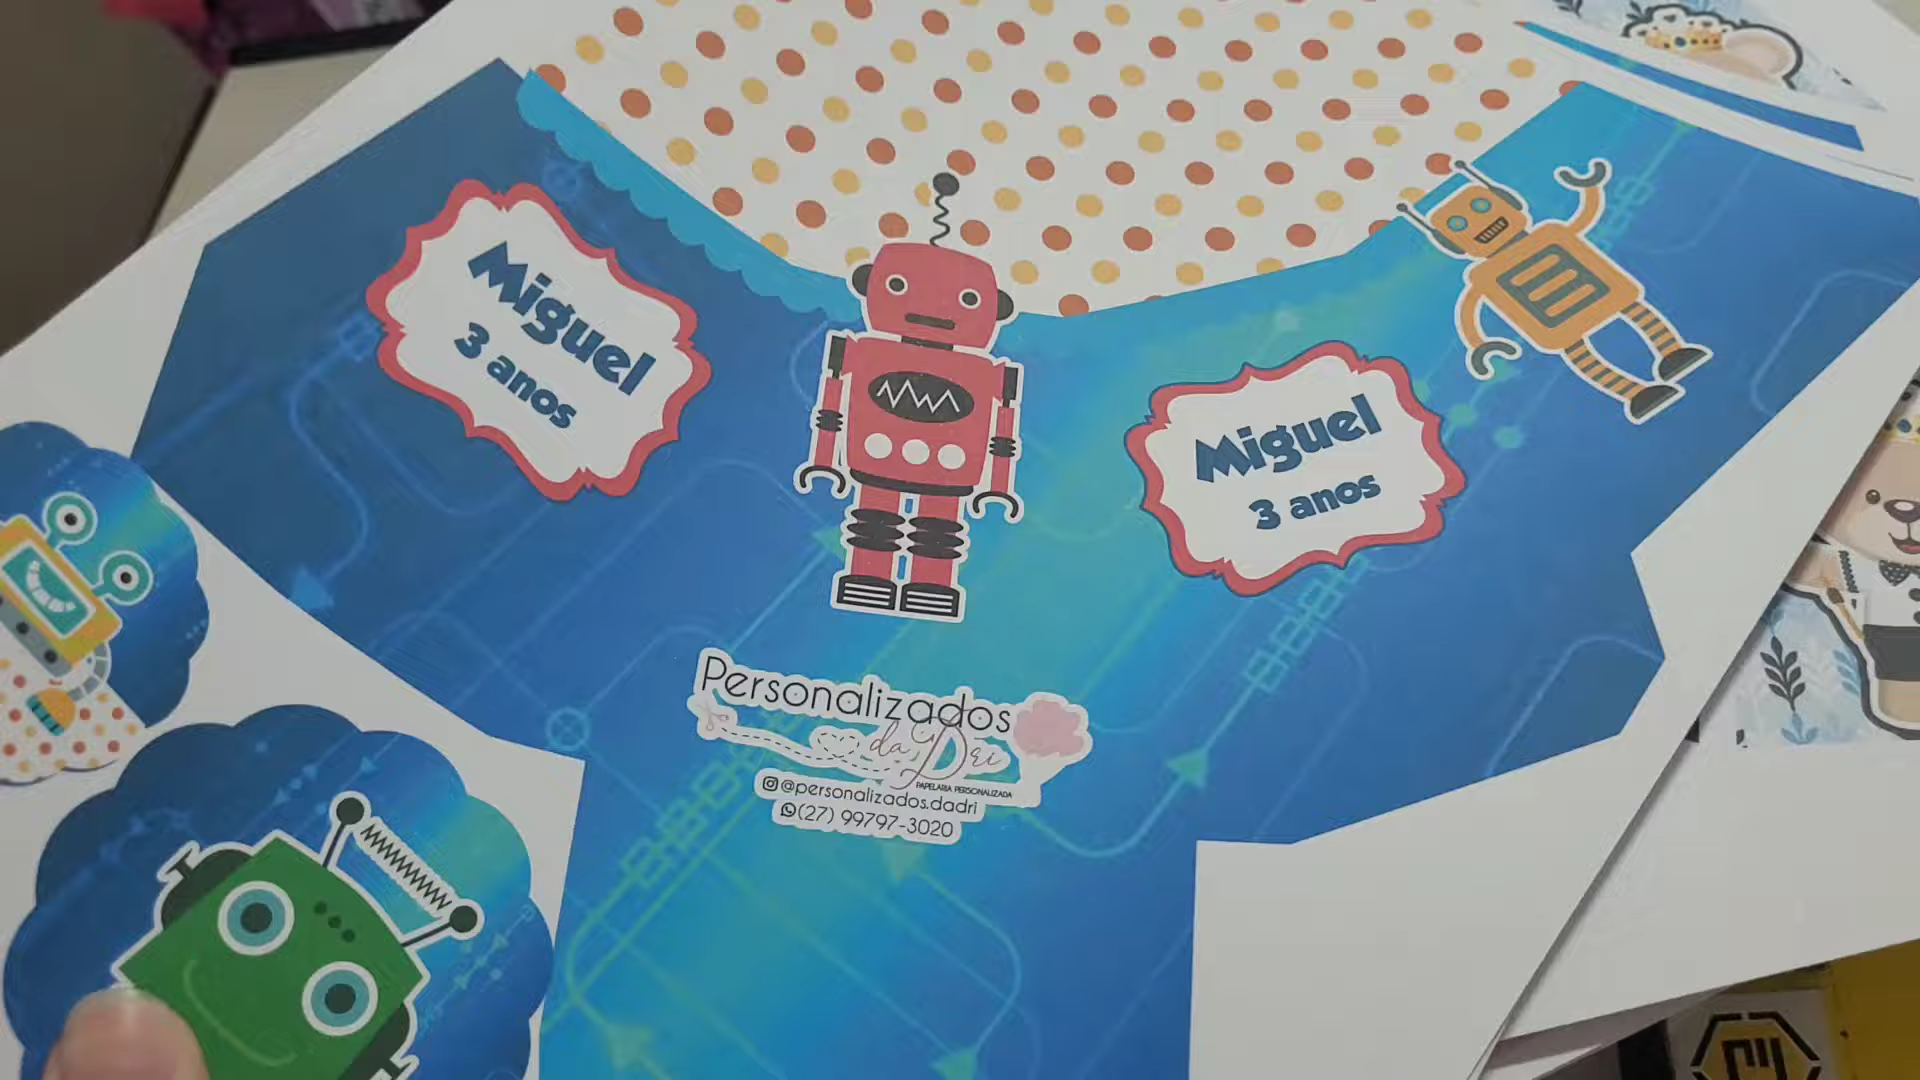 Miguel
3 anos
Miguel
3 anos
Personalizados
da Dri
PAPELARIA PERSONALIZADA
@personalizados.dadri
(27) 99797-3020